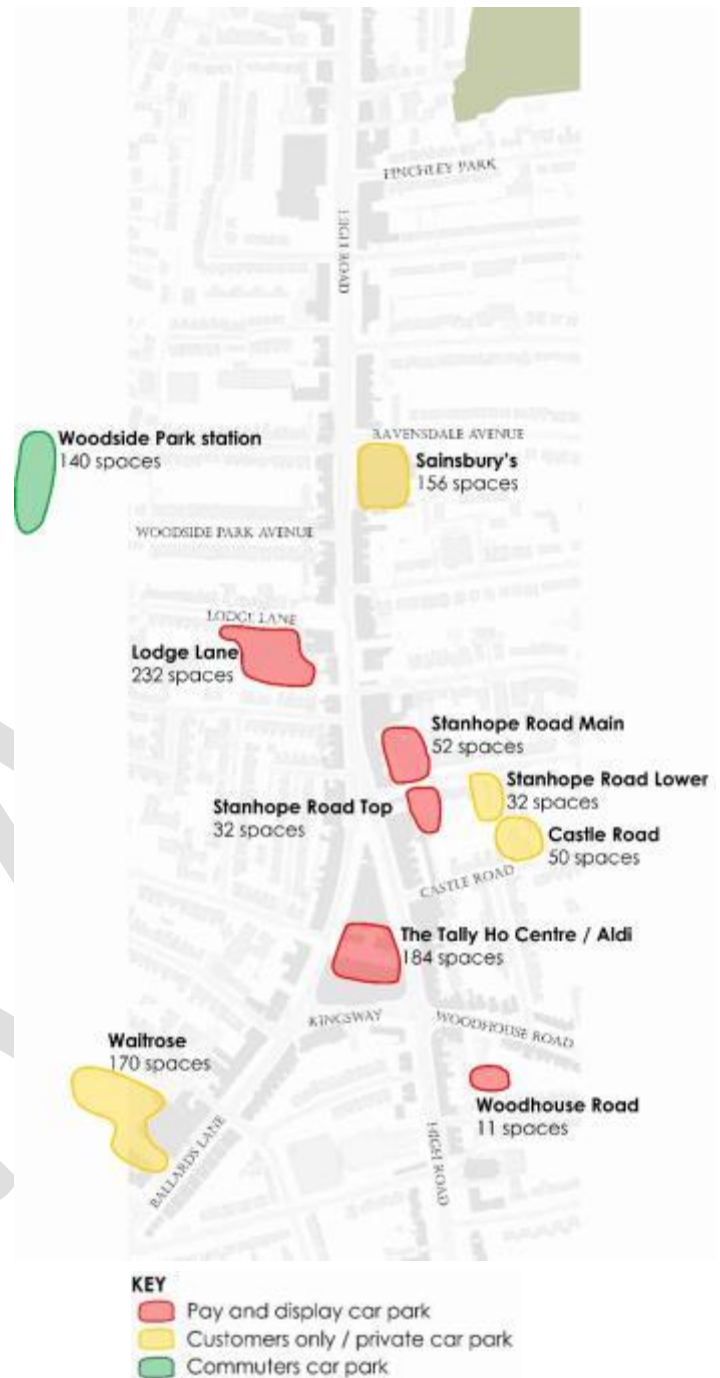 FINCHLEY PARK
HIGH ROAD
RAVENSDALE AVENUE
Woodside Park station
140 spaces
Sainsbury's
156 spaces
WOODSIDE PARK AVENUE
LODGE LANE
Lodge Lane
232 spaces
Stanhope Road Main
52 spaces
Stanhope Road Lower
32 spaces
Stanhope Road Top
32 spaces
Castle Road
50 spaces
CASTLE ROAD
The Tally Ho Centre / Aldi
184 spaces
KINGSWAY
WOODHOUSE ROAD
Waitrose
170 spaces
Woodhouse Road
11 spaces
BALLARDS LANE
HIGH ROAD
KEY
Pay and display car park
Customers only / private car park
Commuters car park